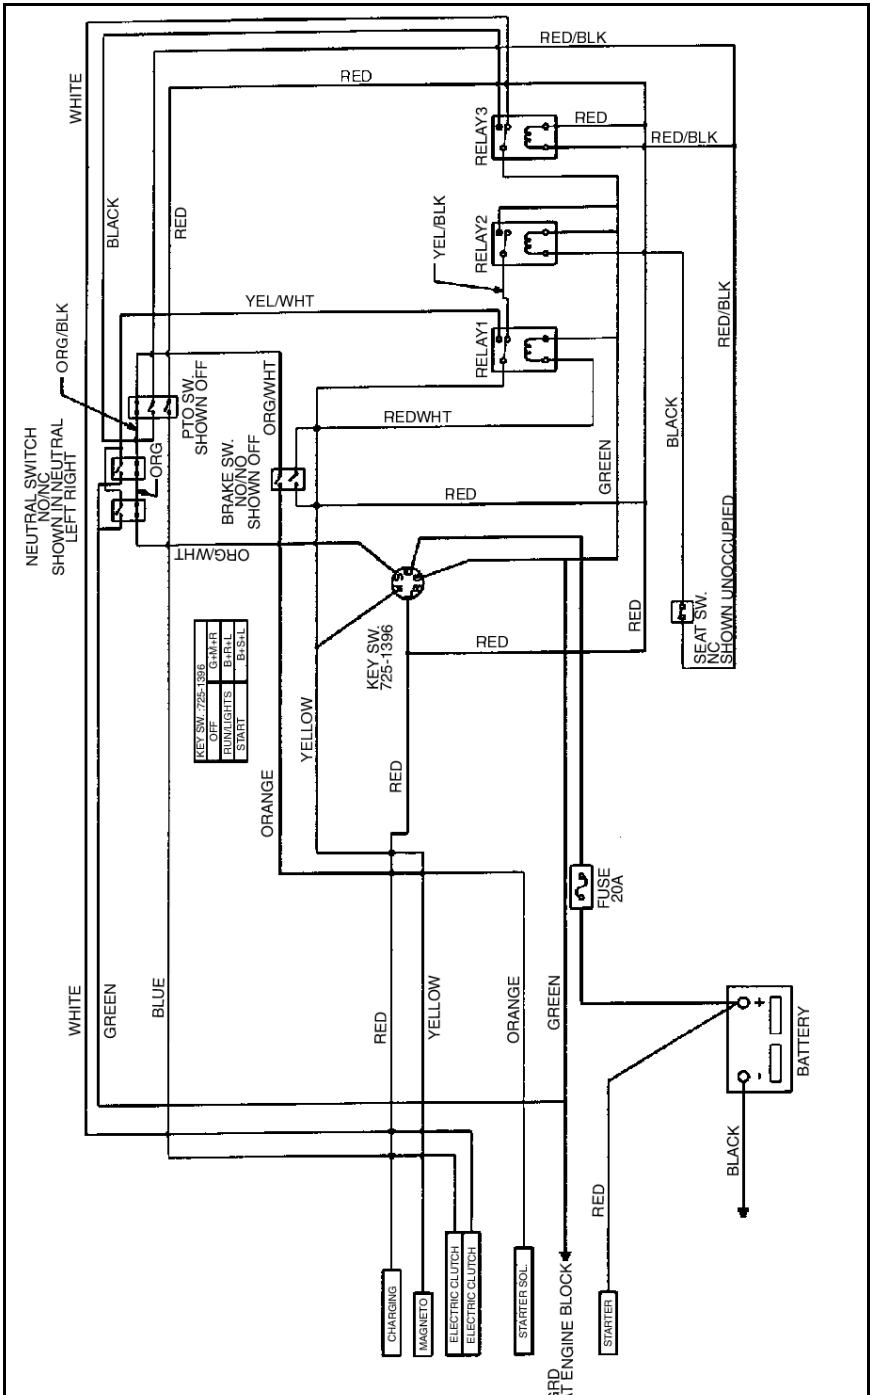 RED/BLK
RED
WHITE
RELAY3
RED
RED/BLK
BLACK
RED
YEL/BLK
RELAY2
YEL/WHT
RED/BLK
ORG/BLK
RELAY1
PTO SW.
SHOWN OFF
ORG/WHT
REDWHT
BLACK
NEUTRAL SWITCH
NO/NC
SHOWN IN NEUTRAL
LEFT RIGHT
ORG
BRAKE SW.
NO/NO
SHOWN OFF
RED
GREEN
ORG/WHT
S
M
B
G
L
R
KEY SW.
725-1396
RED
RED
SEAT SW.
NC
SHOWN UNOCCUPIED
KEY SW. :725-1396
OFF G+M+R
RUN/LIGHTS B+R+L
START B+S+L
YELLOW
RED
ORANGE
FUSE
20A
WHITE
GREEN
BLUE
RED
YELLOW
ORANGE
GREEN
+
-
BATTERY
BLACK
RED
CHARGING
MAGNETO
ELECTRIC CLUTCH
ELECTRIC CLUTCH
STARTER SOL.
GRD
AT ENGINE BLOCK
STARTER